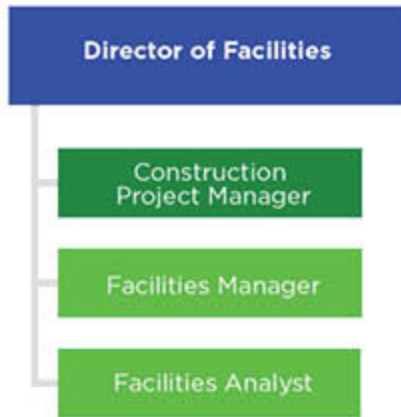 Director of Facilities
Construction
Project Manager
Facilities Manager
Facilities Analyst